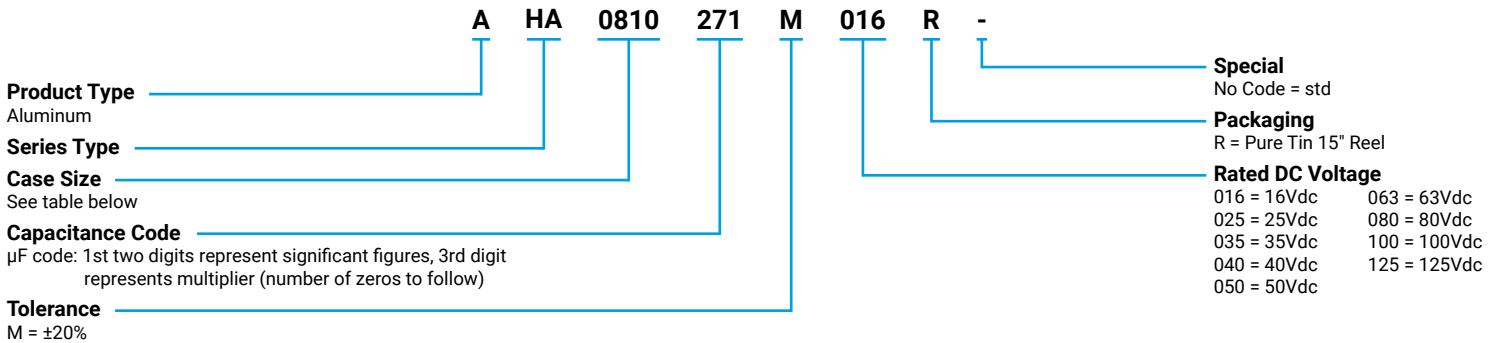 A HA 0810 271 M 016 R -
Product Type
Aluminum
Series Type
Case Size
See table below
Capacitance Code
µF code: 1st two digits represent significant figures, 3rd digit
represents multiplier (number of zeros to follow)
Tolerance
M = ±20%
Special
No Code = std
Packaging
R = Pure Tin 15" Reel
Rated DC Voltage
016 = 16Vdc 063 = 63Vdc
025 = 25Vdc 080 = 80Vdc
035 = 35Vdc 100 = 100Vdc
040 = 40Vdc 125 = 125Vdc
050 = 50Vdc